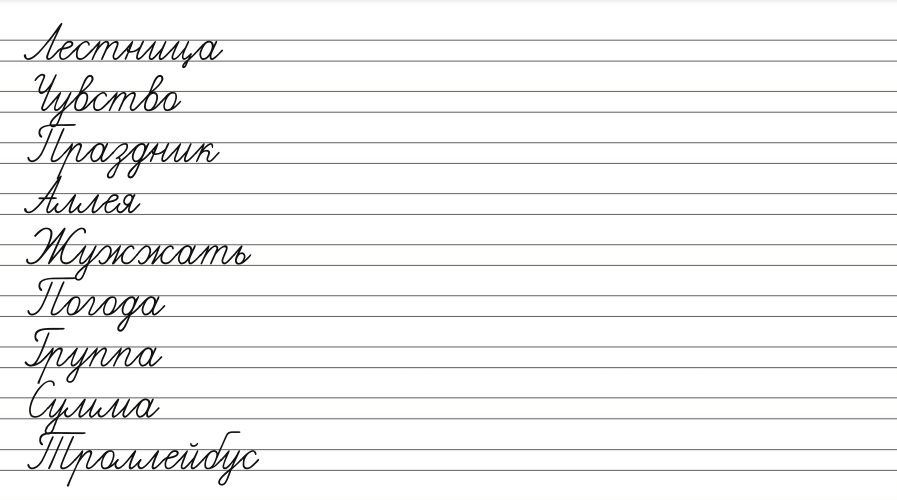 Лестница
Чувство
Праздник
Аллея
Жужжать
Погода
Группа
Сумма
Троллейбус